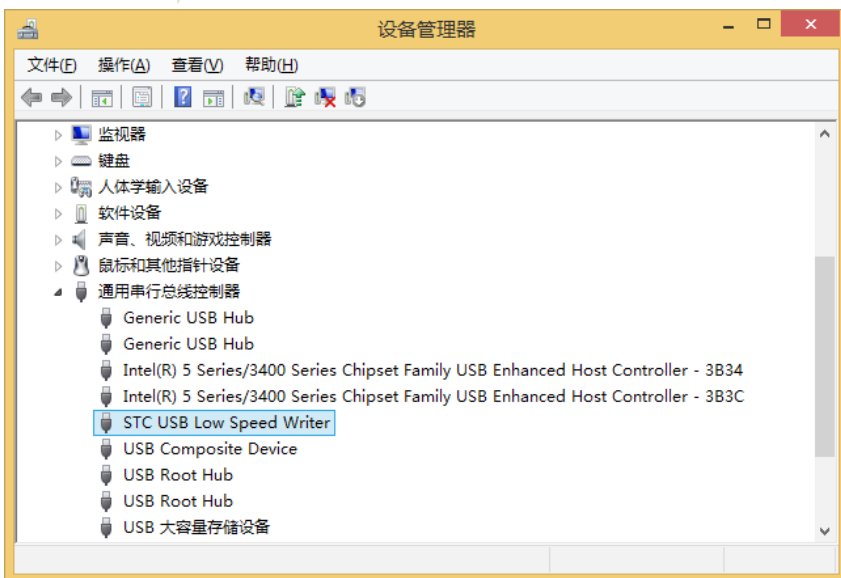 设备管理器
文件(F) 操作(A) 查看(V) 帮助(H)
监视器
键盘
人体学输入设备
软件设备
声音、视频和游戏控制器
鼠标和其他指针设备
通用串行总线控制器
Generic USB Hub
Generic USB Hub
Intel(R) 5 Series/3400 Series Chipset Family USB Enhanced Host Controller - 3B34
Intel(R) 5 Series/3400 Series Chipset Family USB Enhanced Host Controller - 3B3C
STC USB Low Speed Writer
USB Composite Device
USB Root Hub
USB Root Hub
USB 大容量存储设备